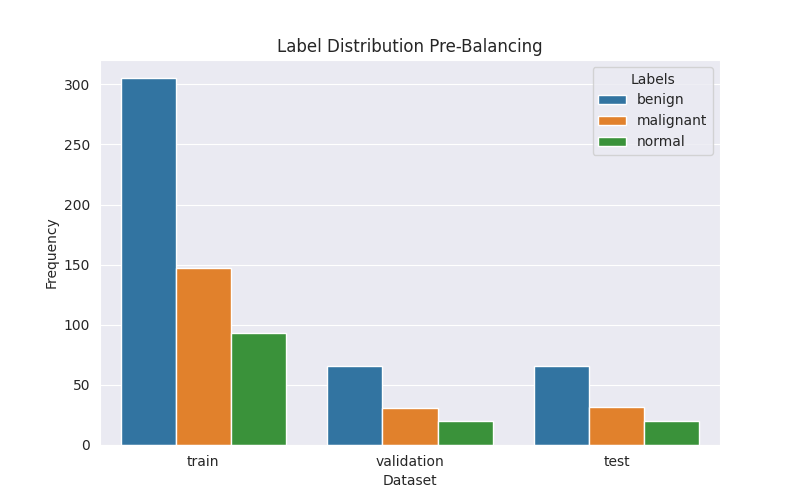 Label Distribution Pre-Balancing
Labels
benign
malignant
normal
Frequency
300
250
200
150
100
50
0
train validation test
Dataset